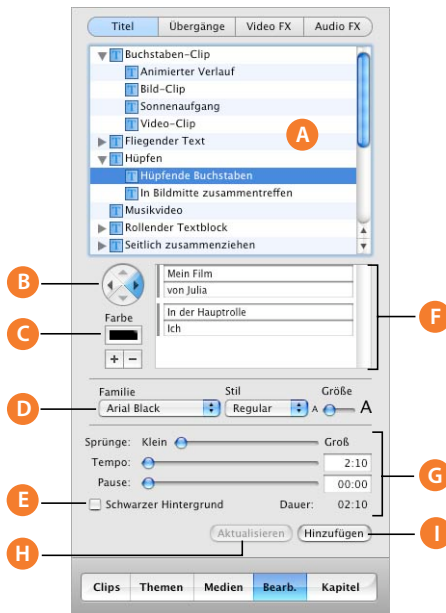 Titel Übergänge Video FX Audio FX
Buchstaben-Clip
Animierter Verlauf
Bild-Clip
Sonnenaufgang
Video-Clip
A
Fliegender Text
Hüpfen
Hüpfende Buchstaben
In Bildmitte zusammentreffen
Musikvideo
Rollender Textblock
Seitlich zusammenziehen
B
Mein Film
von Julia
In der Hauptrolle
Ich
F
C
Farbe
+ −
Familie Stil Größe
D
Arial Black Regular A A
Sprünge: Klein Groß
Tempo: 2:10
Pause: 00:00
G
E
Schwarzer Hintergrund Dauer: 02:10
Aktualisieren Hinzufügen
H
I
Clips Themen Medien Bearb. Kapitel